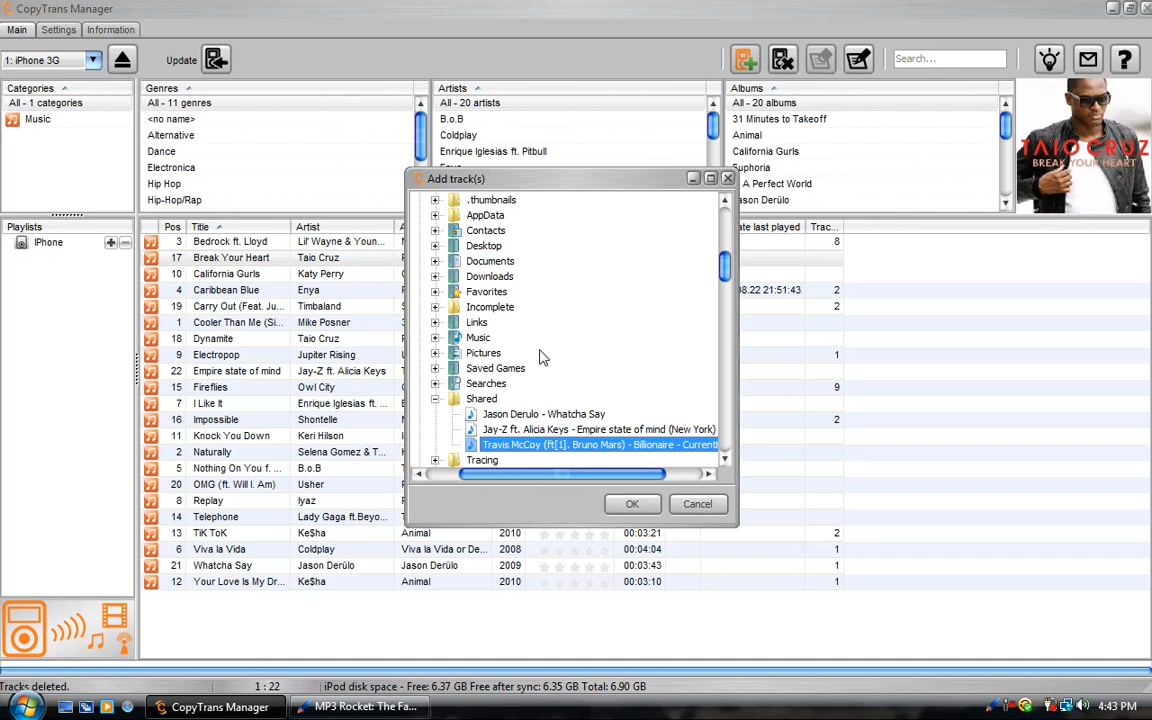 CopyTrans Manager
Main Settings Information
1: iPhone 3G Update Search...
Categories Genres Artists Albums
All - 1 categories All - 11 genres All - 20 artists All - 20 albums
Music <no name> B.o.B 31 Minutes to Takeoff
Alternative Coldplay Animal
Dance Enrique Iglesias ft. Pitbull California Gurls
Electronica Euphoria
Hip Hop A Perfect World
Hip-Hop/Rap Jason Derulo
TAIO CRUZ
BREAK YOUR HEART
Add track(s)
.thumbnails
AppData
Contacts
Desktop
Documents
Downloads
Favorites
Incomplete
Links
Music
Pictures
Saved Games
Searches
Shared
Jason Derulo - Whatcha Say
Jay-Z ft. Alicia Keys - Empire state of mind (New York)
Travis McCoy (ft[1]. Bruno Mars) - Billionaire - Current
Tracing
OK Cancel
Playlists
iPhone
Pos Title Artist A ate last played Trac...
3 Bedrock ft. Lloyd Lil' Wayne & Youn... 8
17 Break Your Heart Taio Cruz
10 California Gurls Katy Perry
4 Caribbean Blue Enya 08.22 21:51:43 2
19 Carry Out (Feat. Ju... Timbaland 2
1 Cooler Than Me (Si... Mike Posner
18 Dynamite Taio Cruz
9 Electropop Jupiter Rising 1
22 Empire state of mind Jay-Z ft. Alicia Keys
15 Fireflies Owl City 9
7 I Like It Enrique Iglesias ft...
16 Impossible Shontelle 2
11 Knock You Down Keri Hilson
2 Naturally Selena Gomez & T...
5 Nothing On You f... B.o.B
20 OMG (ft. Will I. Am) Usher
8 Replay Iyaz
14 Telephone Lady Gaga ft.Beyo...
13 TiK ToK Ke$ha Animal 2010 00:03:21 2
6 Viva la Vida Coldplay Viva la Vida or De... 2008 00:04:04 1
21 Whatcha Say Jason Derülo Jason Derülo 2009 00:03:43 1
12 Your Love Is My Dr... Ke$ha Animal 2010 00:03:10 1
Tracks deleted. 1 : 22 iPod disk space - Free: 6.37 GB Free after sync: 6.35 GB Total: 6.90 GB
CopyTrans Manager MP3 Rocket: The Fa... 4:43 PM